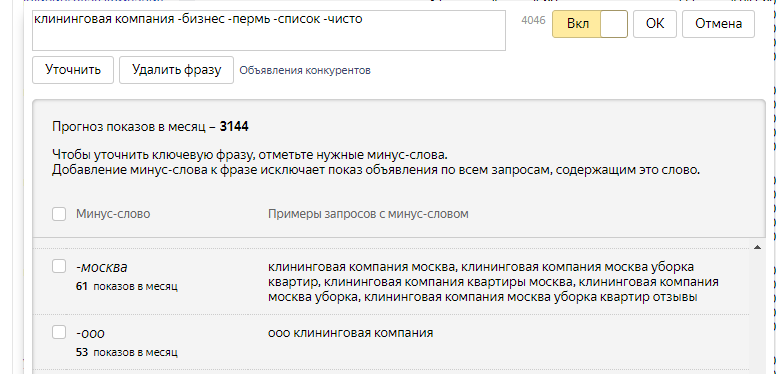 клининговая компания -бизнес -пермь -список -чисто
4046
Вкл
ОК
Отмена
Уточнить
Удалить фразу
Объявления конкурентов
Прогноз показов в месяц – 3144
Чтобы уточнить ключевую фразу, отметьте нужные минус-слова.
Добавление минус-слова к фразе исключает показ объявления по всем запросам, содержащим это слово.
Минус-слово
Примеры запросов с минус-словом
-москва
61 показов в месяц
клининговая компания москва, клининговая компания москва уборка
квартир, клининговая компания квартиры москва, клининговая компания
москва уборка, клининговая компания москва уборка квартир отзывы
-ооо
53 показов в месяц
ооо клининговая компания